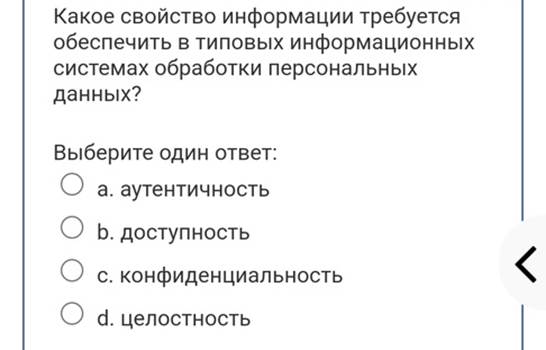 Какое свойство информации требуется
обеспечить в типовых информационных
системах обработки персональных
данных?
Выберите один ответ:
a. аутентичность
b. доступность
c. конфиденциальность
d. целостность